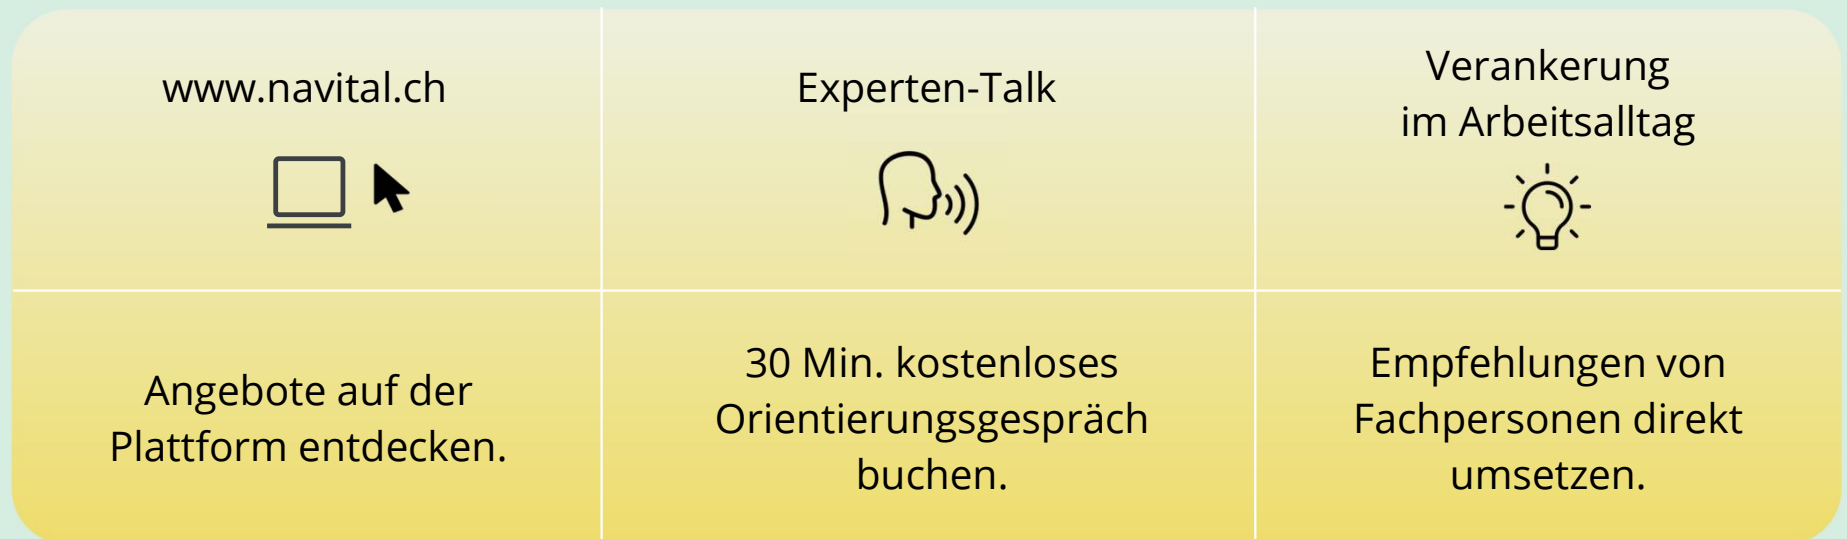 www.navital.ch
Experten-Talk
Verankerung
im Arbeitsalltag
Angebote auf der
Plattform entdecken.
30 Min. kostenloses
Orientierungsgespräch
buchen.
Empfehlungen von
Fachpersonen direkt
umsetzen.